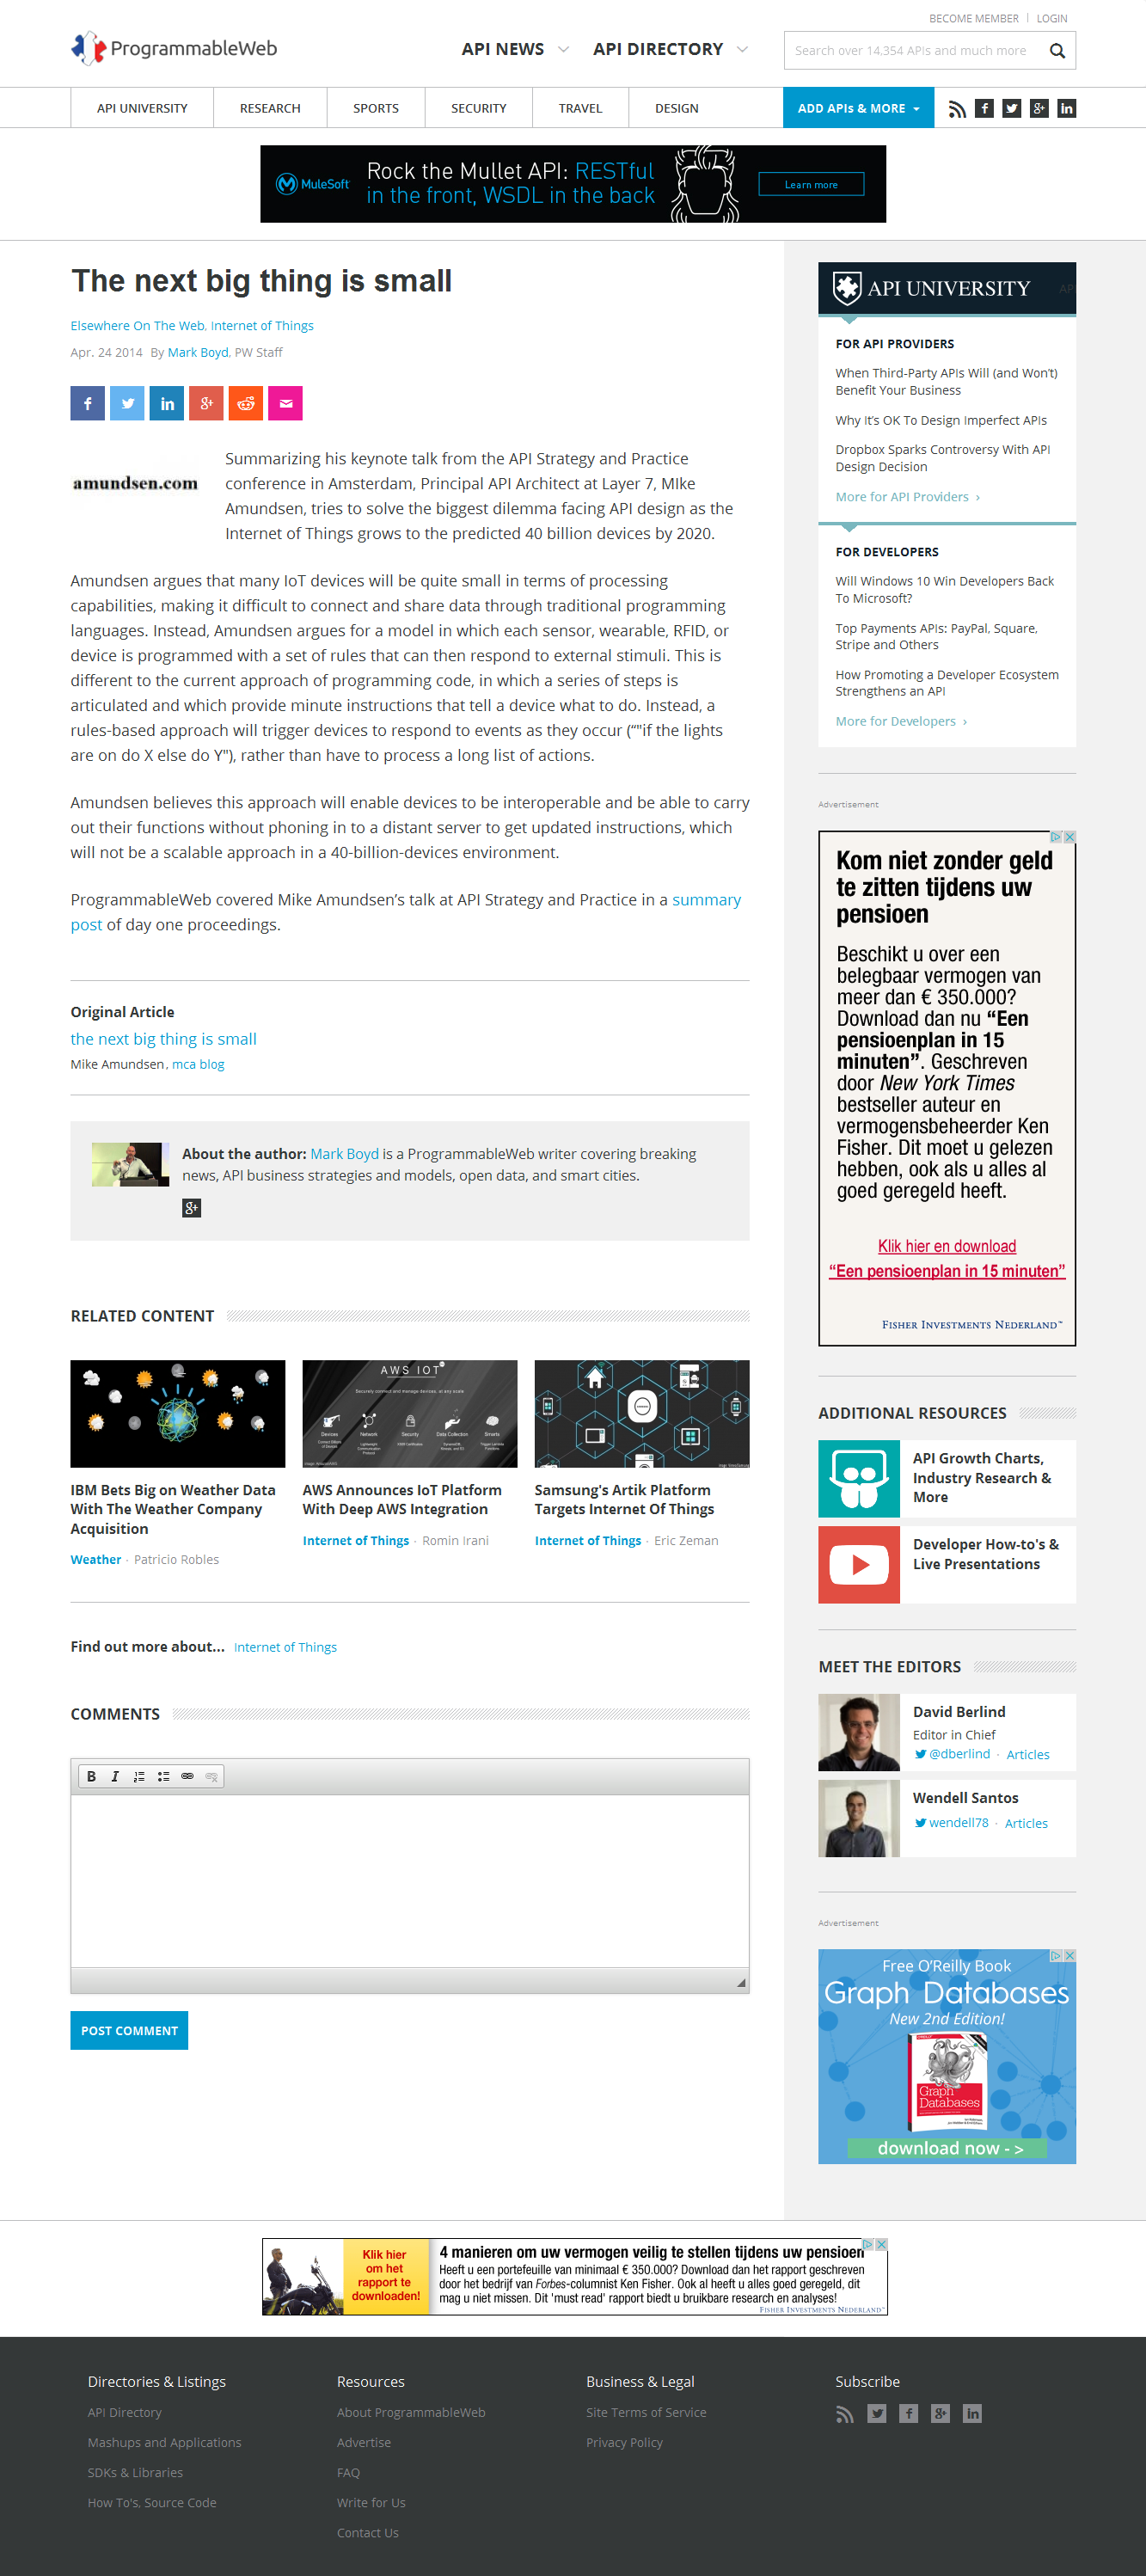 BECOME MEMBER | LOGIN
ProgrammableWeb
API NEWS
API DIRECTORY
Search over 14,354 APIs and much more
API UNIVERSITY
RESEARCH
SPORTS
SECURITY
TRAVEL
DESIGN
ADD APIs & MORE
MuleSoft
Rock the Mullet API: RESTful
in the front, WSDL in the back
Learn more
The next big thing is small
Elsewhere On The Web, Internet of Things
Apr. 24 2014 By Mark Boyd, PW Staff
amundsen.com
Summarizing his keynote talk from the API Strategy and Practice
conference in Amsterdam, Principal API Architect at Layer 7, MIke
Amundsen, tries to solve the biggest dilemma facing API design as the
Internet of Things grows to the predicted 40 billion devices by 2020.
Amundsen argues that many IoT devices will be quite small in terms of processing
capabilities, making it difficult to connect and share data through traditional programming
languages. Instead, Amundsen argues for a model in which each sensor, wearable, RFID, or
device is programmed with a set of rules that can then respond to external stimuli. This is
different to the current approach of programming code, in which a series of steps is
articulated and which provide minute instructions that tell a device what to do. Instead, a
rules-based approach will trigger devices to respond to events as they occur (“"if the lights
are on do X else do Y"), rather than have to process a long list of actions.
Amundsen believes this approach will enable devices to be interoperable and be able to carry
out their functions without phoning in to a distant server to get updated instructions, which
will not be a scalable approach in a 40-billion-devices environment.
ProgrammableWeb covered Mike Amundsen’s talk at API Strategy and Practice in a summary
post of day one proceedings.
Original Article
the next big thing is small
Mike Amundsen, mca blog
About the author: Mark Boyd is a ProgrammableWeb writer covering breaking
news, API business strategies and models, open data, and smart cities.
RELATED CONTENT
AWS IOT
Securely connect and manage devices, at any scale
Devices
Network
Security
Data Collection
Smarts
IBM Bets Big on Weather Data
With The Weather Company
Acquisition
Weather · Patricio Robles
AWS Announces IoT Platform
With Deep AWS Integration
Internet of Things · Romin Irani
Samsung's Artik Platform
Targets Internet Of Things
Internet of Things · Eric Zeman
Find out more about... Internet of Things
COMMENTS
B I
POST COMMENT
API UNIVERSITY
FOR API PROVIDERS
When Third-Party APIs Will (and Won’t)
Benefit Your Business
Why It’s OK To Design Imperfect APIs
Dropbox Sparks Controversy With API
Design Decision
More for API Providers ›
FOR DEVELOPERS
Will Windows 10 Win Developers Back
To Microsoft?
Top Payments APIs: PayPal, Square,
Stripe and Others
How Promoting a Developer Ecosystem
Strengthens an API
More for Developers ›
Advertisement
Kom niet zonder geld
te zitten tijdens uw
pensioen
Beschikt u over een
belegbaar vermogen van
meer dan € 350.000?
Download dan nu “Een
pensioenplan in 15
minuten”. Geschreven
door New York Times
bestseller auteur en
vermogensbeheerder Ken
Fisher. Dit moet u gelezen
hebben, ook als u alles al
goed geregeld heeft.
Klik hier en download
“Een pensioenplan in 15 minuten”
FISHER INVESTMENTS NEDERLAND™
ADDITIONAL RESOURCES
API Growth Charts,
Industry Research &
More
Developer How-to's &
Live Presentations
MEET THE EDITORS
David Berlind
Editor in Chief
@dberlind · Articles
Wendell Santos
wendell78 · Articles
Advertisement
Free O’Reilly Book
Graph Databases
New 2nd Edition!
Graph
Databases
download now - >
Klik hier
om het
rapport te
downloaden!
4 manieren om uw vermogen veilig te stellen tijdens uw pensioen
Heeft u een portefeuille van minimaal € 350.000? Download dan het rapport geschreven
door het bedrijf van Forbes-columnist Ken Fisher. Ook al heeft u alles goed geregeld, dit
mag u niet missen. Dit ‘must read’ rapport biedt u bruikbare research en analyses!
FISHER INVESTMENTS NEDERLAND™
Directories & Listings
API Directory
Mashups and Applications
SDKs & Libraries
How To's, Source Code
Resources
About ProgrammableWeb
Advertise
FAQ
Write for Us
Contact Us
Business & Legal
Site Terms of Service
Privacy Policy
Subscribe